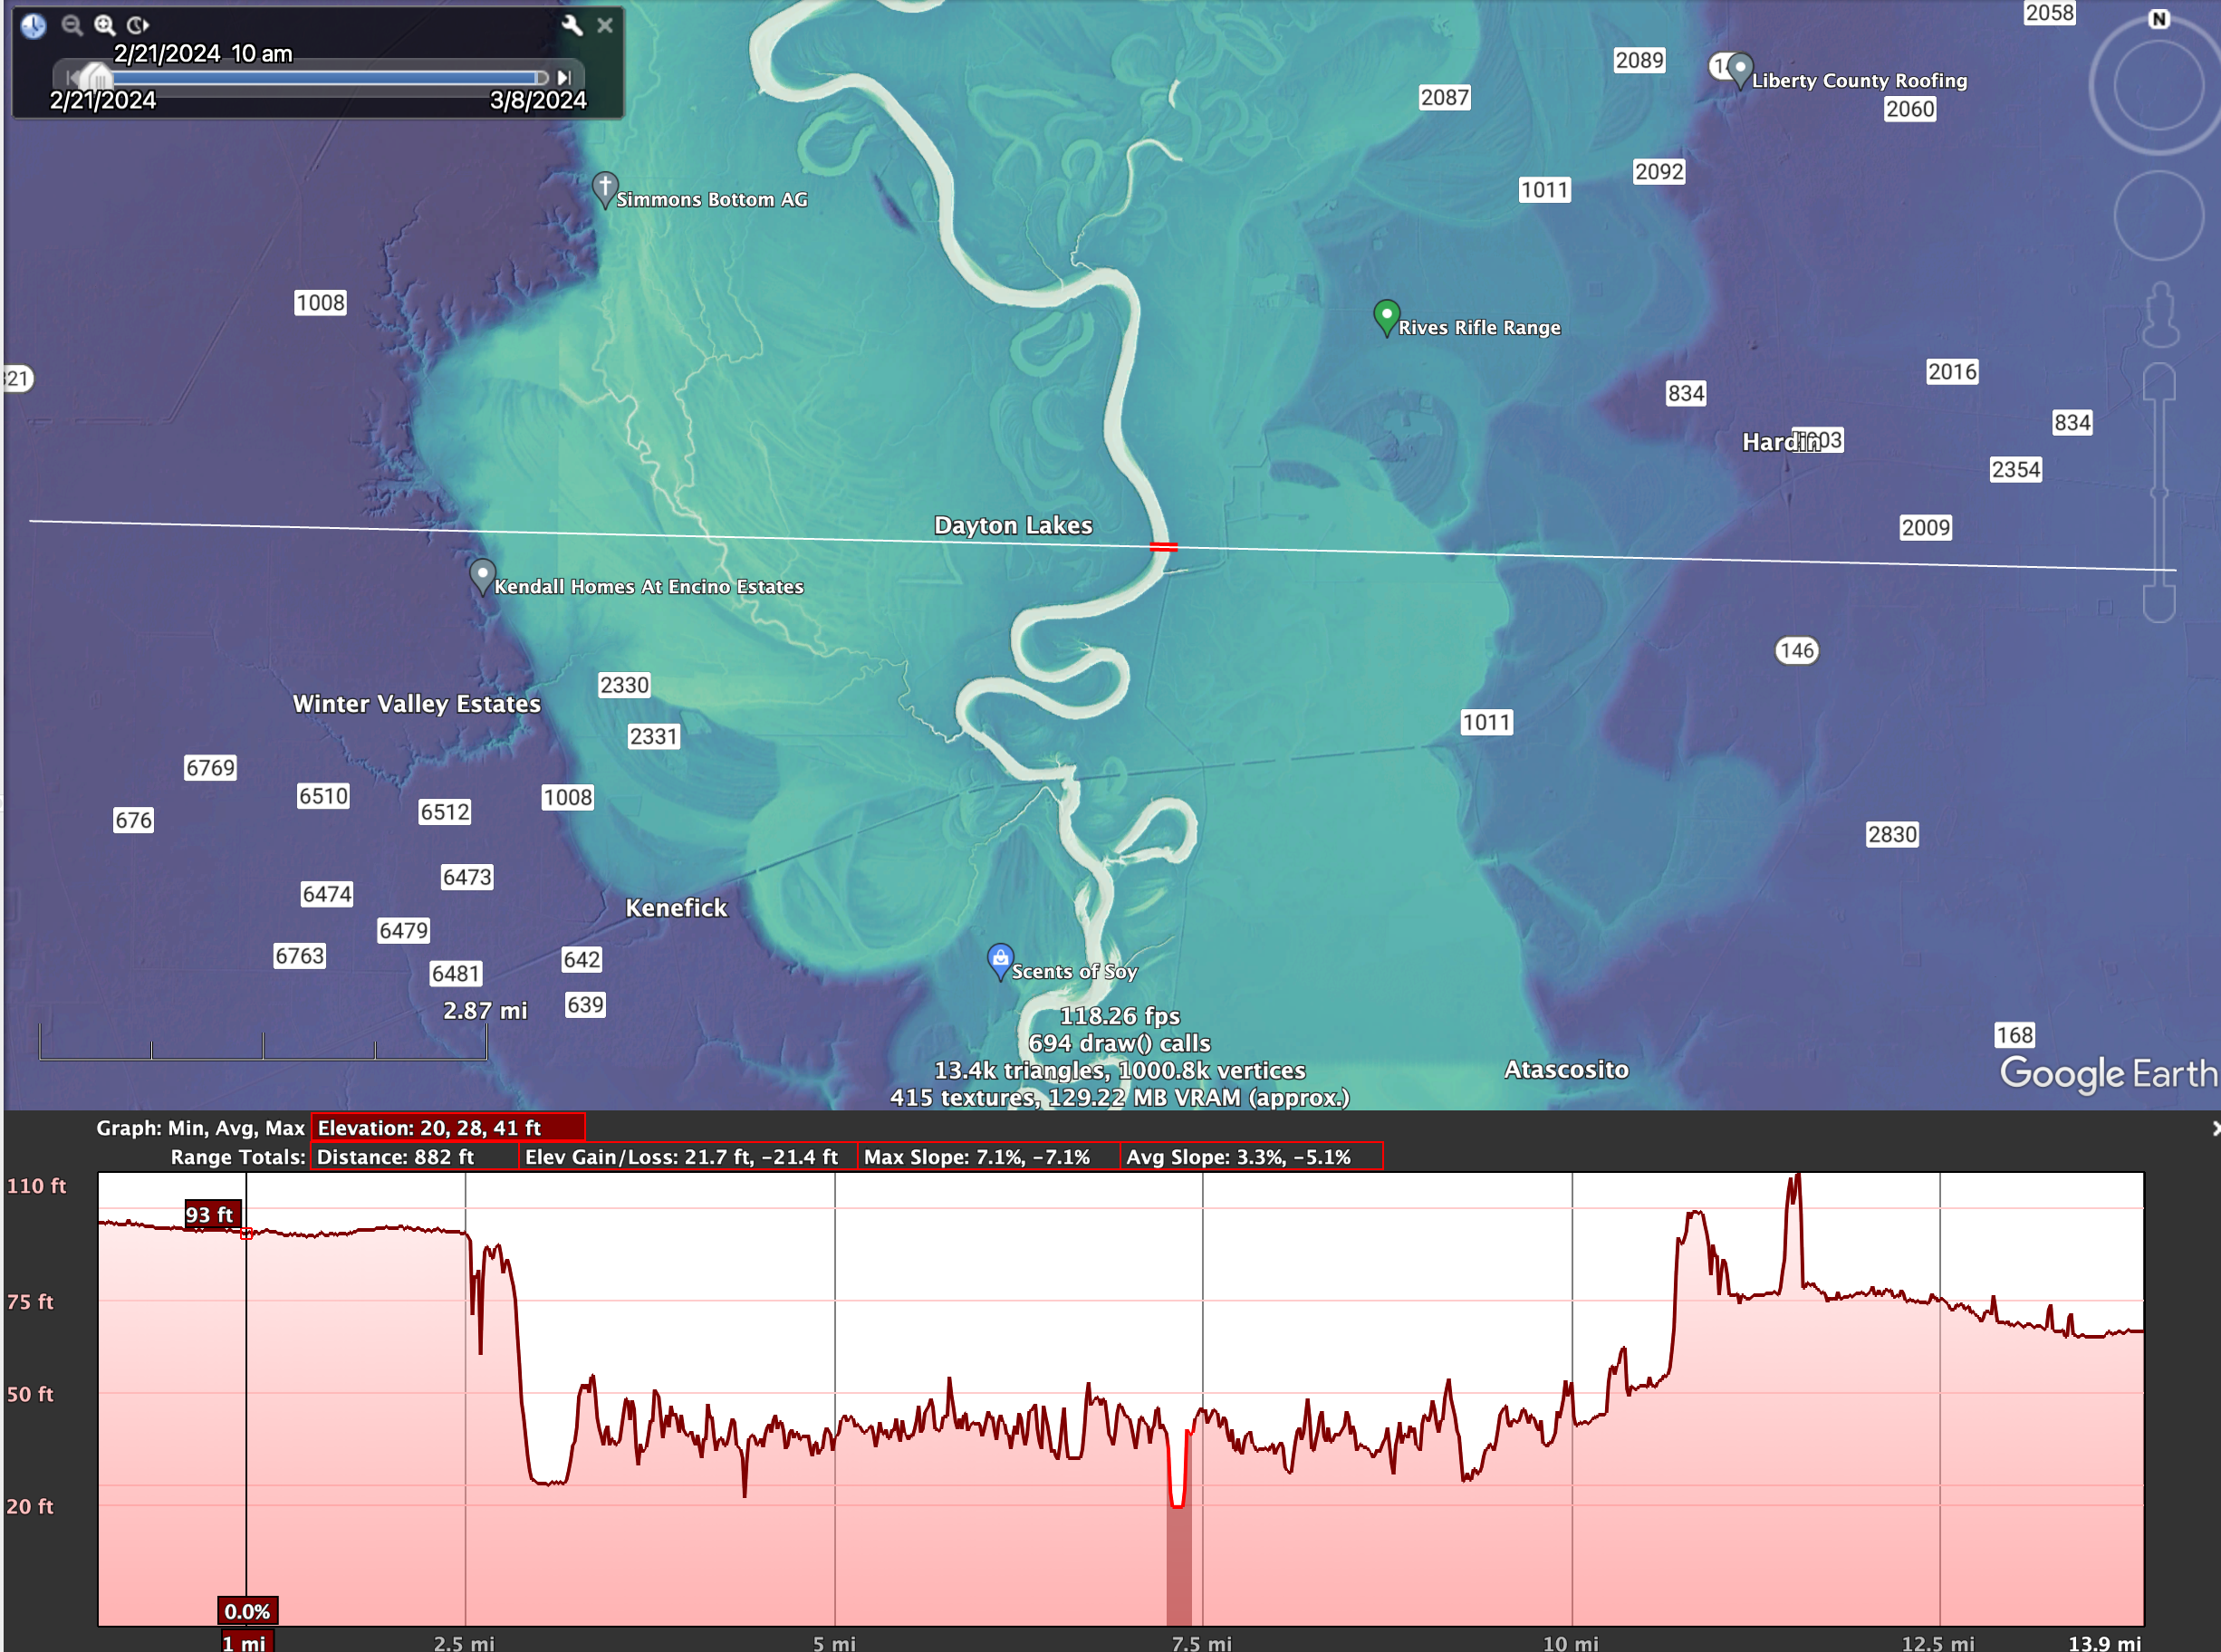 2/21/2024 10 am
2/21/2024
3/8/2024
N
2058
2089
Liberty County Roofing
2087
2060
2092
1011
Simmons Bottom AG
1008
Rives Rifle Range
2016
834
834
Hardin
2354
Dayton Lakes
2009
Kendall Homes At Encino Estates
146
2330
Winter Valley Estates
2331
1011
6769
6510
1008
6512
676
2830
6473
6474
Kenefick
6479
6763
642
6481
Scents of Soy
639
2.87 mi
118.26 fps
694 draw() calls
168
13.4k triangles, 1000.8k vertices
Atascosito
Google Earth
415 textures, 129.22 MB VRAM (approx.)
Graph: Min, Avg, Max Elevation: 20, 28, 41 ft
Range Totals: Distance: 882 ft Elev Gain/Loss: 21.7 ft, -21.4 ft Max Slope: 7.1%, -7.1% Avg Slope: 3.3%, -5.1%
110 ft
93 ft
75 ft
50 ft
20 ft
0.0%
1 mi 2.5 mi 5 mi 7.5 mi 10 mi 12.5 mi 13.9 mi